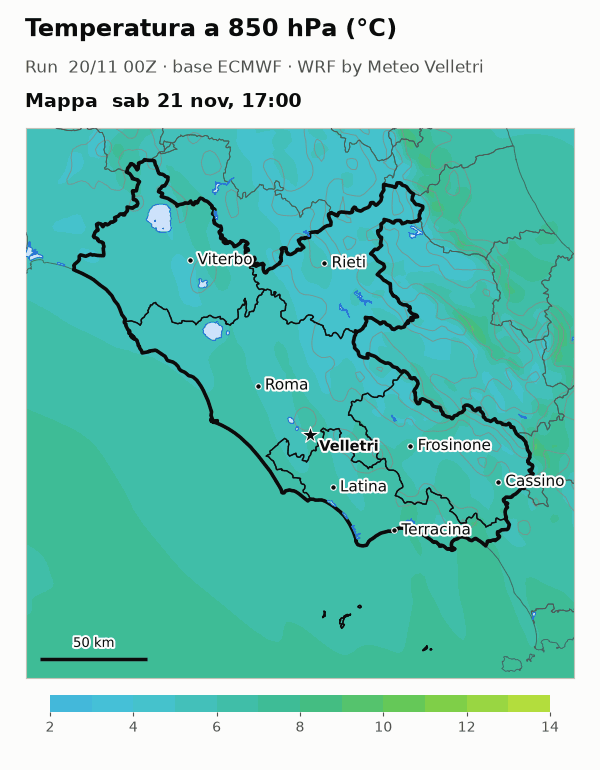 Temperatura a 850 hPa (°C)
Run  20/11 00Z · base ECMWF · WRF by Meteo Velletri
Mappa  sab 21 nov, 17:00
Viterbo
Rieti
Roma
Velletri
Frosinone
Cassino
Latina
Terracina
50 km
2 4 6 8 10 12 14